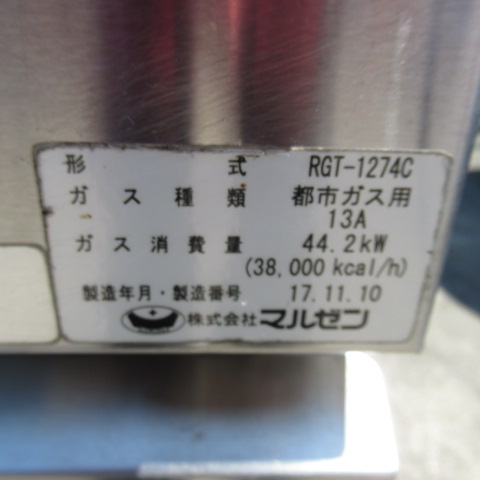 形 式 RGT-1274C
ガス種類 都市ガス用
13A
ガス消費量 44.2kW
(38,000 kcal/h)
製造年月・製造番号 17.11.10
株式会社マルゼン